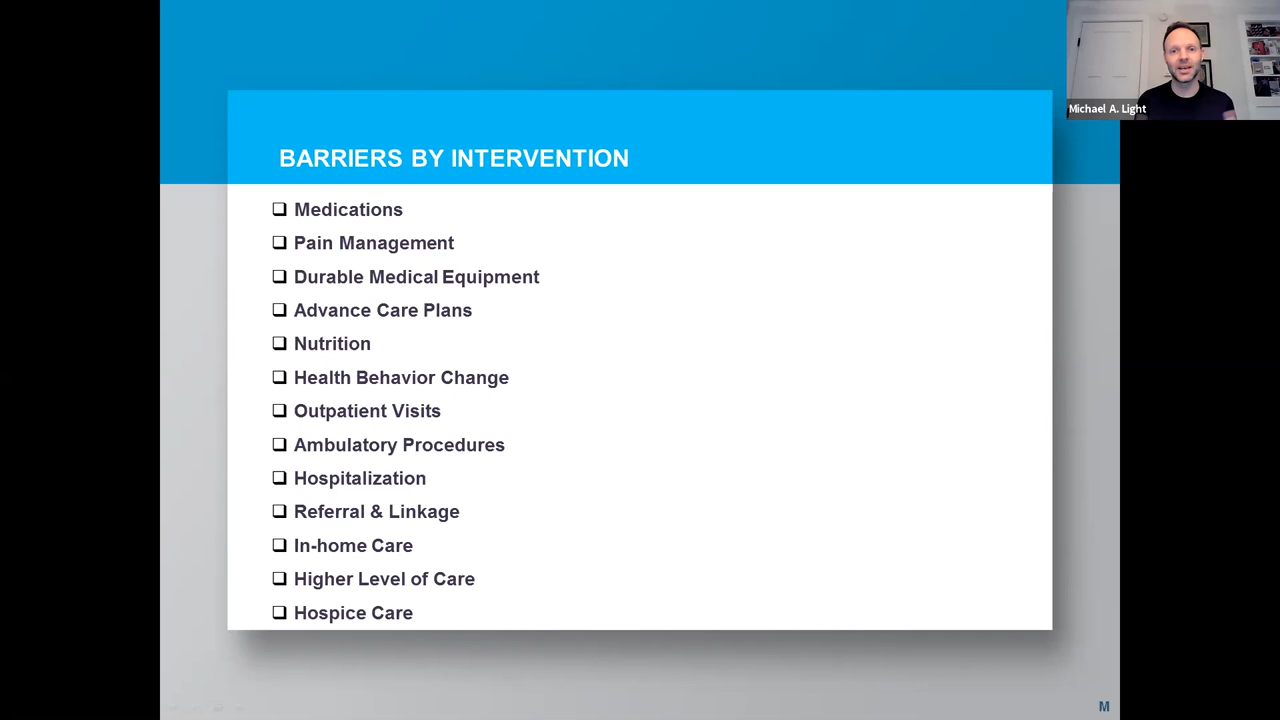 Michael A. Light
BARRIERS BY INTERVENTION
Medications
Pain Management
Durable Medical Equipment
Advance Care Plans
Nutrition
Health Behavior Change
Outpatient Visits
Ambulatory Procedures
Hospitalization
Referral & Linkage
In-home Care
Higher Level of Care
Hospice Care
M